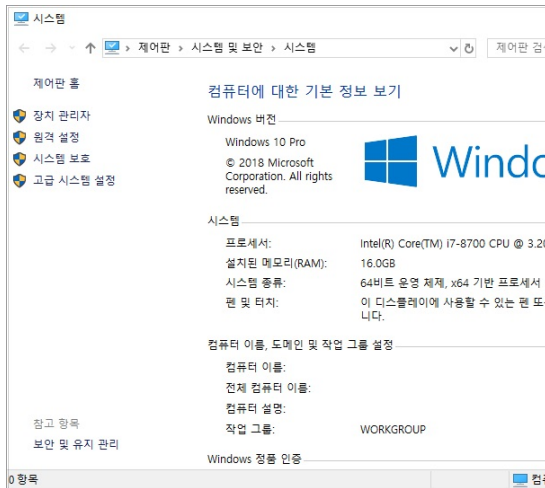 시스템
제어판 > 시스템 및 보안 > 시스템
제어판
제어판 홈
장치 관리자
원격 설정
시스템 보호
고급 시스템 설정
컴퓨터에 대한 기본 정보 보기
Windows 버전
Windows 10 Pro
© 2018 Microsoft
Corporation. All rights
reserved.
Windo
시스템
프로세서: Intel(R) Core(TM) i7-8700 CPU @ 3.20
설치된 메모리(RAM): 16.0GB
시스템 종류: 64비트 운영 체제, x64 기반 프로세서
펜 및 터치: 이 디스플레이에 사용할 수 있는 펜 또
니다.
컴퓨터 이름, 도메인 및 작업 그룹 설정
컴퓨터 이름:
전체 컴퓨터 이름:
컴퓨터 설명:
작업 그룹: WORKGROUP
Windows 정품 인증
참고 항목
보안 및 유지 관리
0 항목